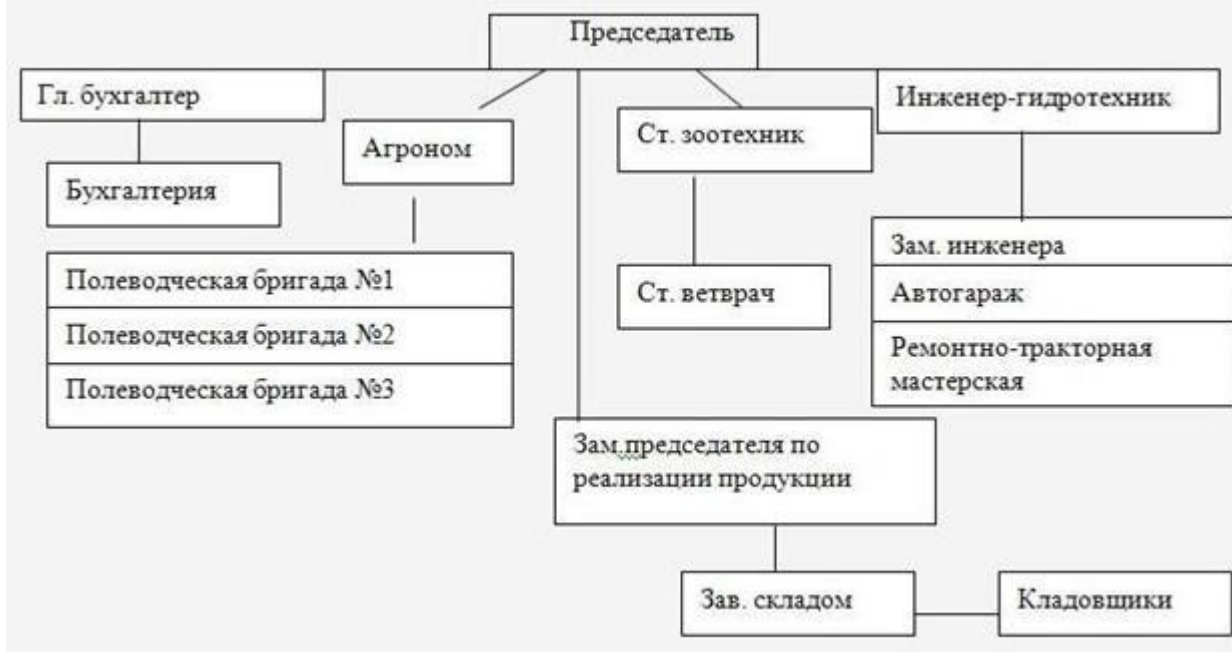 Председатель
Гл. бухгалтер
Инженер-гидротехник
Агроном
Ст. зоотехник
Бухгалтерия
Зам. инженера
Полеводческая бригада №1
Ст. ветврач
Автогараж
Полеводческая бригада №2
Ремонтно-тракторная
мастерская
Полеводческая бригада №3
Зам.председателя по
реализации продукции
Зав. складом
Кладовщики